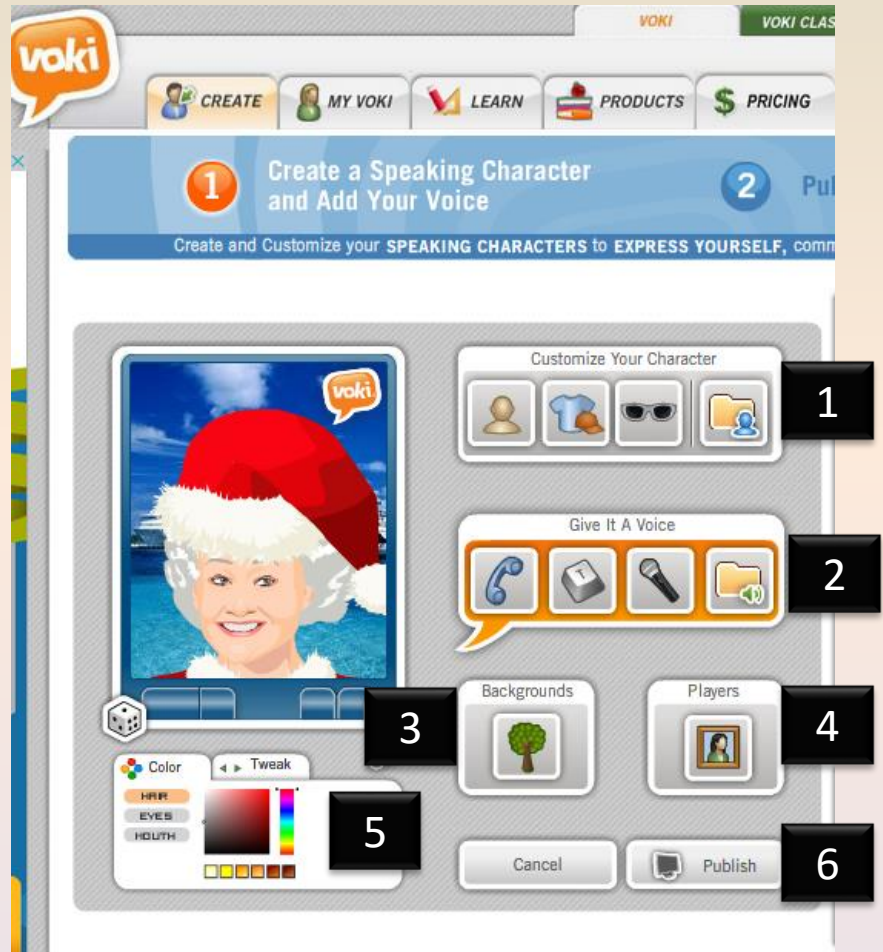 voki
VOKI
VOKI CLAS
CREATE
MY VOKI
LEARN
PRODUCTS
$ PRICING
1
Create a Speaking Character
and Add Your Voice
2
Pul
Create and Customize your SPEAKING CHARACTERS to EXPRESS YOURSELF, comm
voki
Customize Your Character
1
Give It A Voice
T
2
Backgrounds
3
Players
4
Color
Tweak
HAIR
EYES
MOUTH
5
Cancel
Publish
6